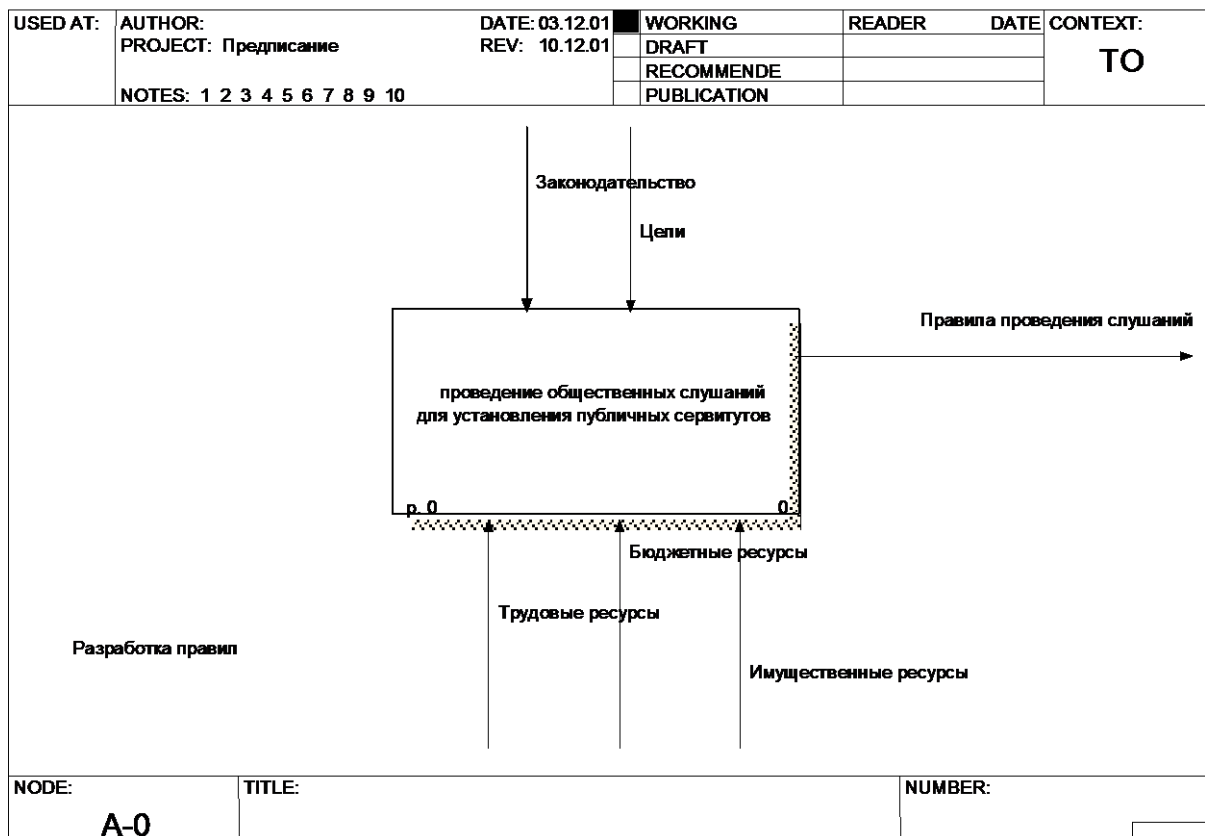 USED AT: AUTHOR: DATE: 03.12.01 WORKING READER DATE CONTEXT:
PROJECT: Предписание REV: 10.12.01 DRAFT
TO
RECOMMENDE
NOTES: 1 2 3 4 5 6 7 8 9 10 PUBLICATION
Законодательство
Цели
Правила проведения слушаний
проведение общественных слушаний
для установления публичных сервитутов
р. 0 0
Бюджетные ресурсы
Трудовые ресурсы
Разработка правил
Имущественные ресурсы
NODE: TITLE: NUMBER:
A-0